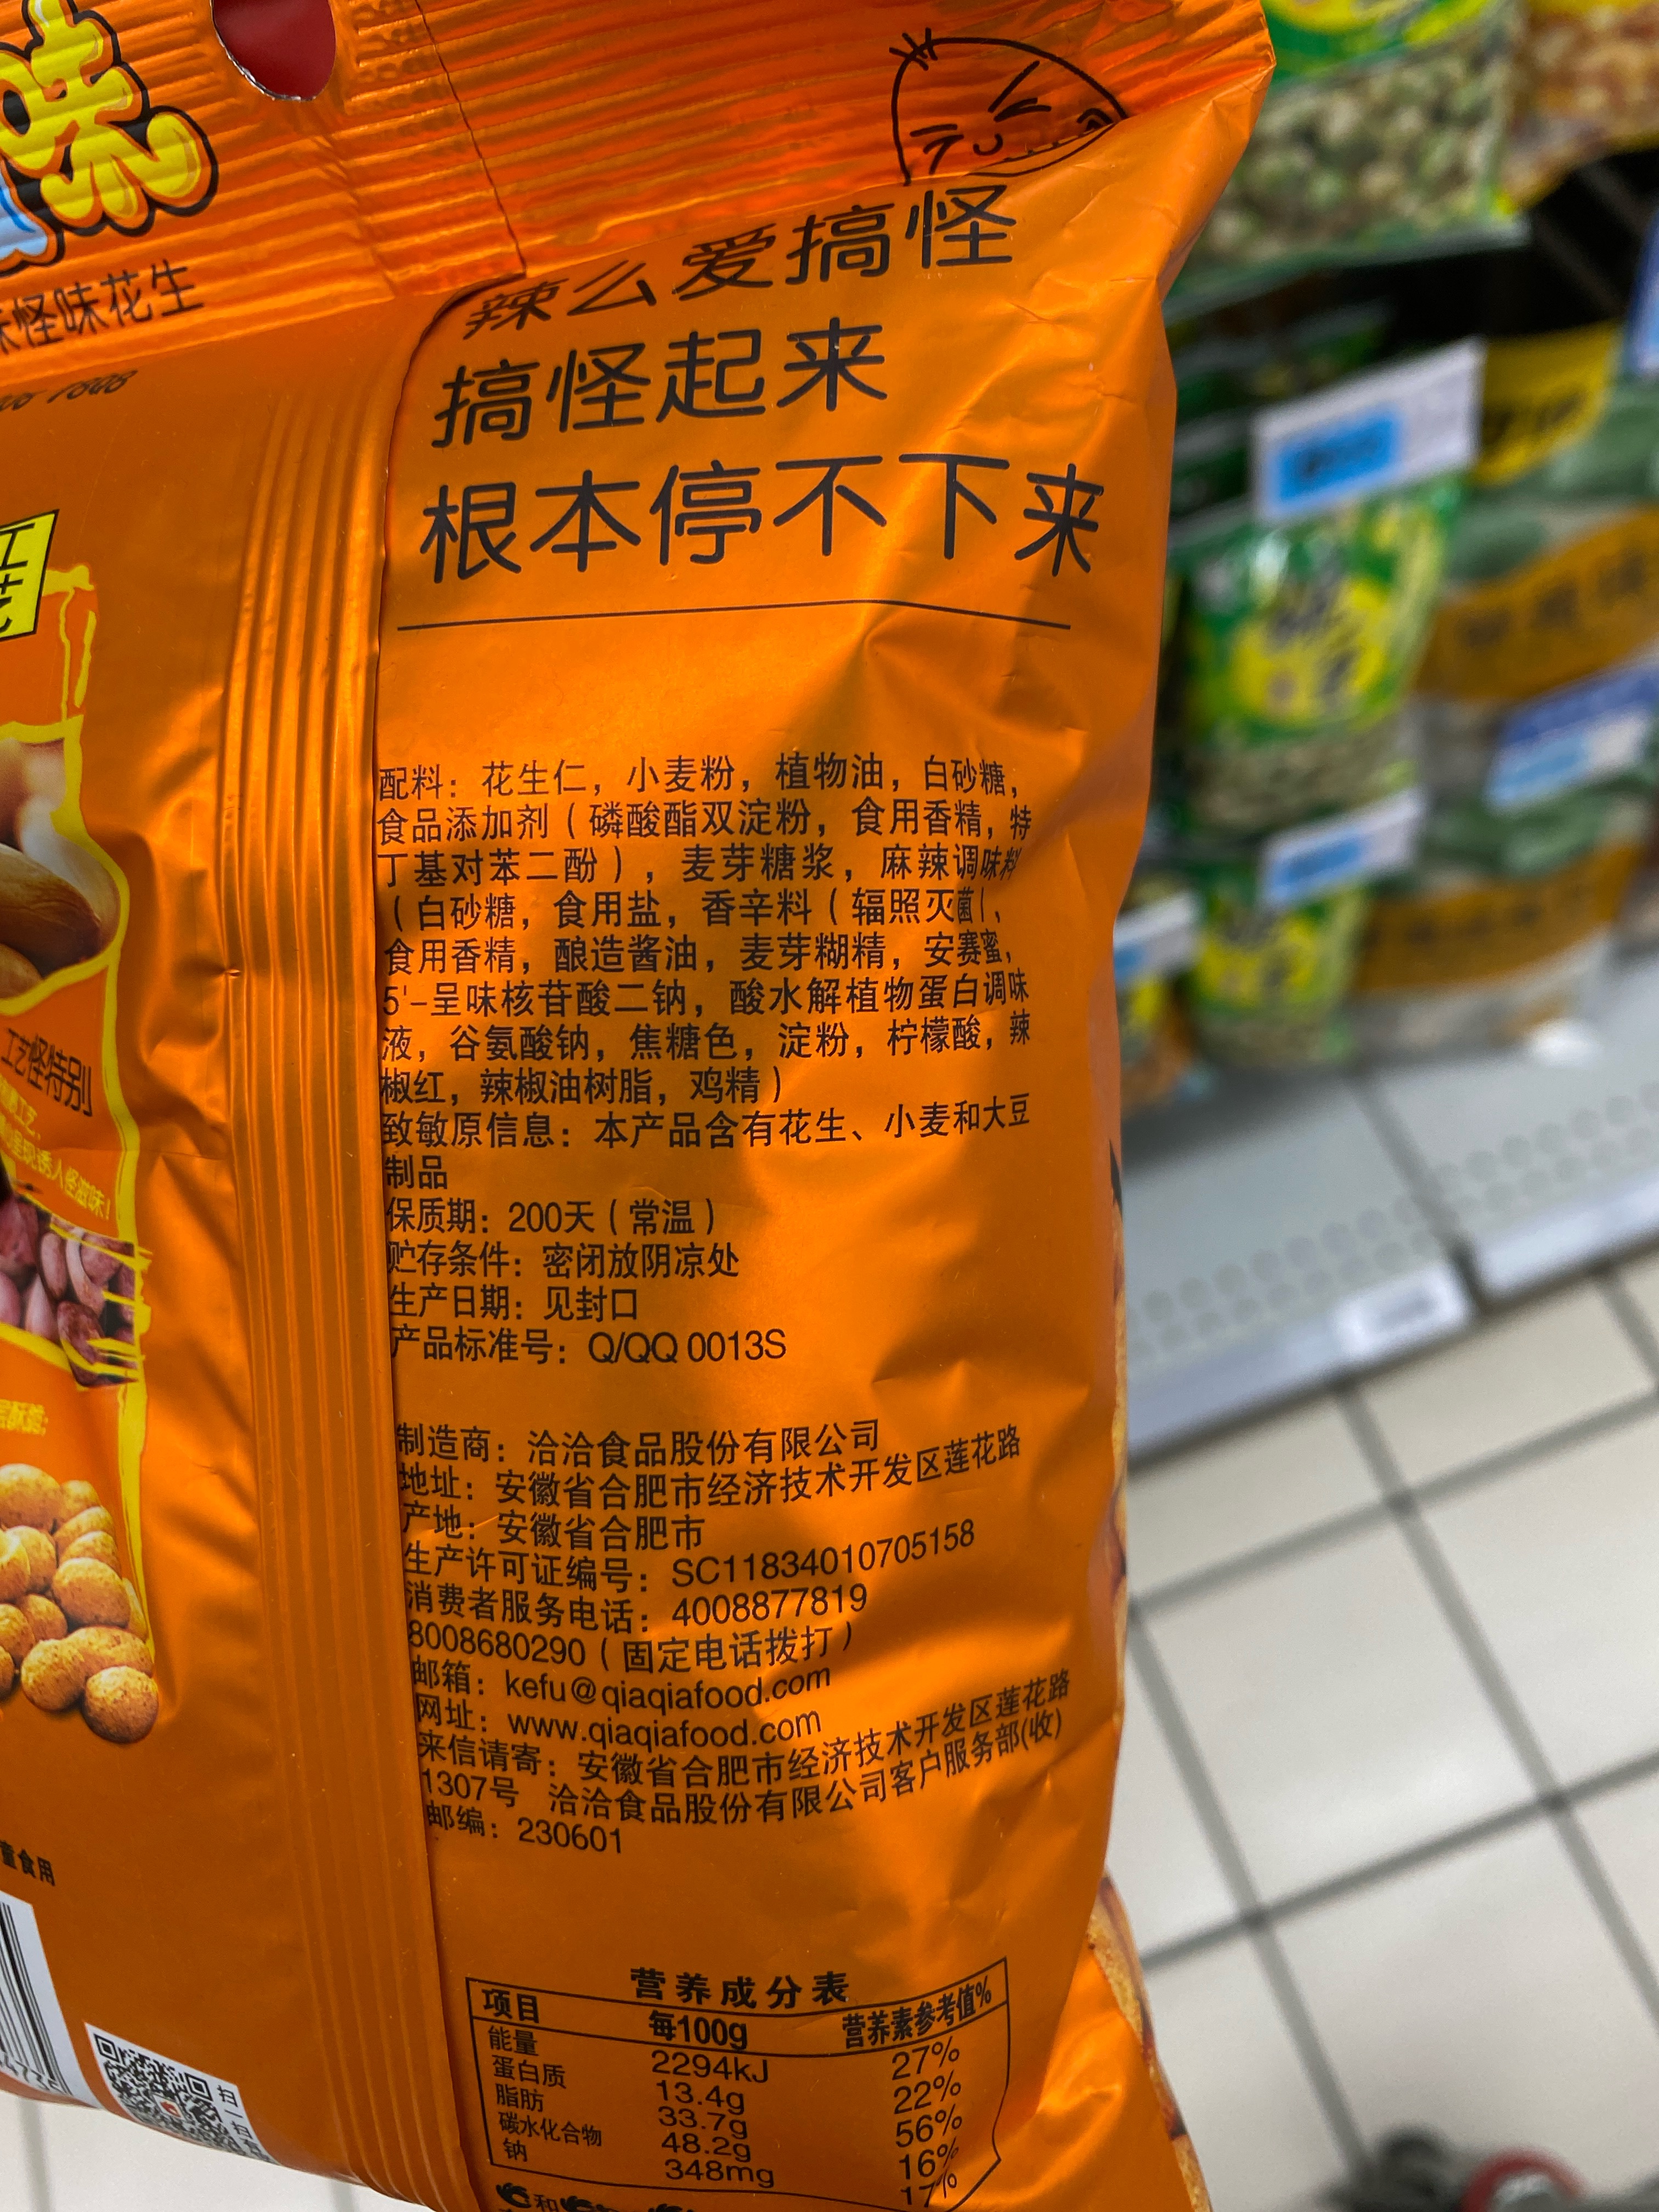 味
怪味花生
辣么爱搞怪
搞怪起来
根本停不下来
工艺
工艺怪特别
配料：花生仁，小麦粉，植物油，白砂糖，
食品添加剂（磷酸酯双淀粉，食用香精，特
丁基对苯二酚），麦芽糖浆，麻辣调味料
（白砂糖，食用盐，香辛料（辐照灭菌），
食用香精，酿造酱油，麦芽糊精，安赛蜜，
5'-呈味核苷酸二钠，酸水解植物蛋白调味
液，谷氨酸钠，焦糖色，淀粉，柠檬酸，辣
椒红，辣椒油树脂，鸡精）
致敏原信息：本产品含有花生、小麦和大豆
制品
保质期：200天（常温）
贮存条件：密闭放阴凉处
生产日期：见封口
产品标准号：Q/QQ 0013S
制造商：洽洽食品股份有限公司
地址：安徽省合肥市经济技术开发区莲花路
产地：安徽省合肥市
生产许可证编号：SC11834010705158
消费者服务电话：4008877819
8008680290（固定电话拨打）
邮箱：kefu@qiaqiafood.com
网址：www.qiaqiafood.com
来信请寄：安徽省合肥市经济技术开发区莲花路
1307号 洽洽食品股份有限公司客户服务部(收)
邮编：230601
童食用
扫一扫
营养成分表
项目 每100g 营养素参考值%
能量 2294kJ 27%
蛋白质 13.4g 22%
脂肪 33.7g 56%
碳水化合物 48.2g 16%
钠 348mg 17%